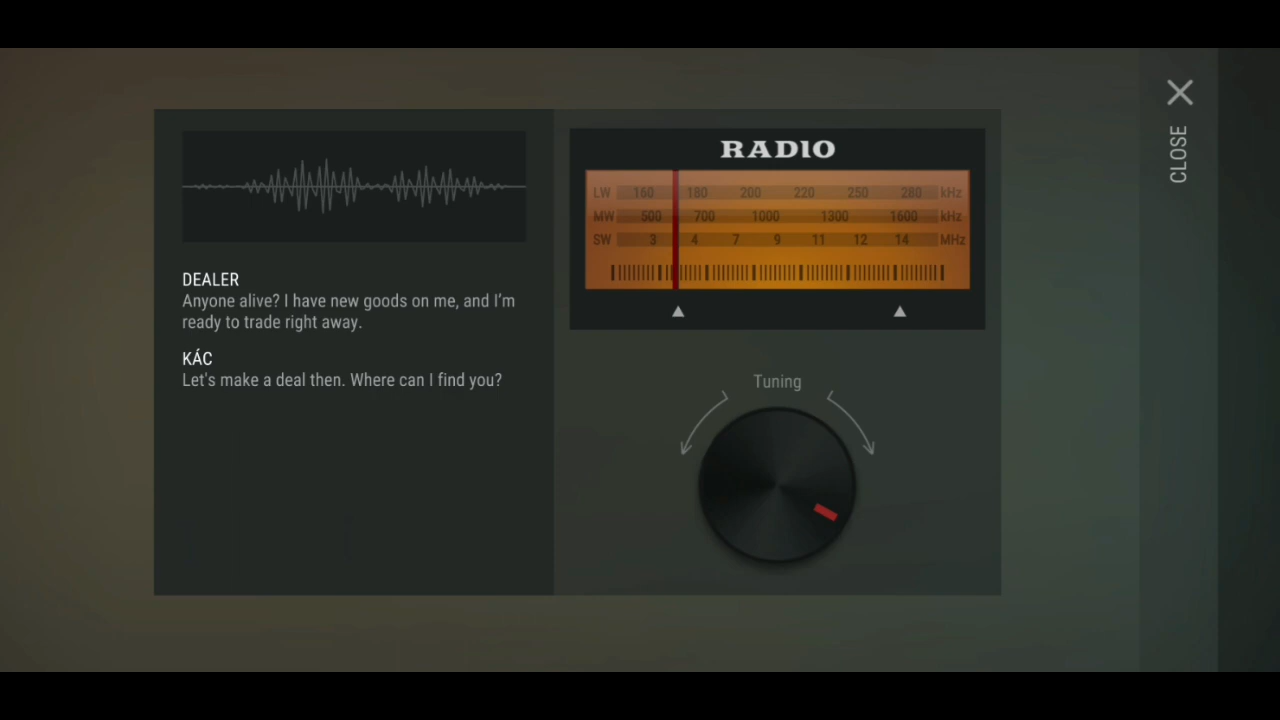 RADIO
LW 160 180 200 220 250 280 kHz
MW 500 700 1000 1300 1600 kHz
SW 3 4 7 9 11 12 14 MHz
DEALER
Anyone alive? I have new goods on me, and I'm
ready to trade right away.
KÁC
Let's make a deal then. Where can I find you?
Tuning
CLOSE